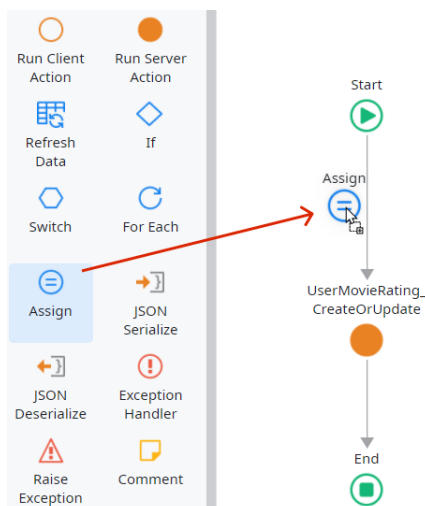 Run Client
Action
Run Server
Action
Refresh
Data
If
Switch
For Each
Assign
JSON
Serialize
JSON
Deserialize
Exception
Handler
Raise
Exception
Comment
Start
Assign
UserMovieRating_
CreateOrUpdate
End